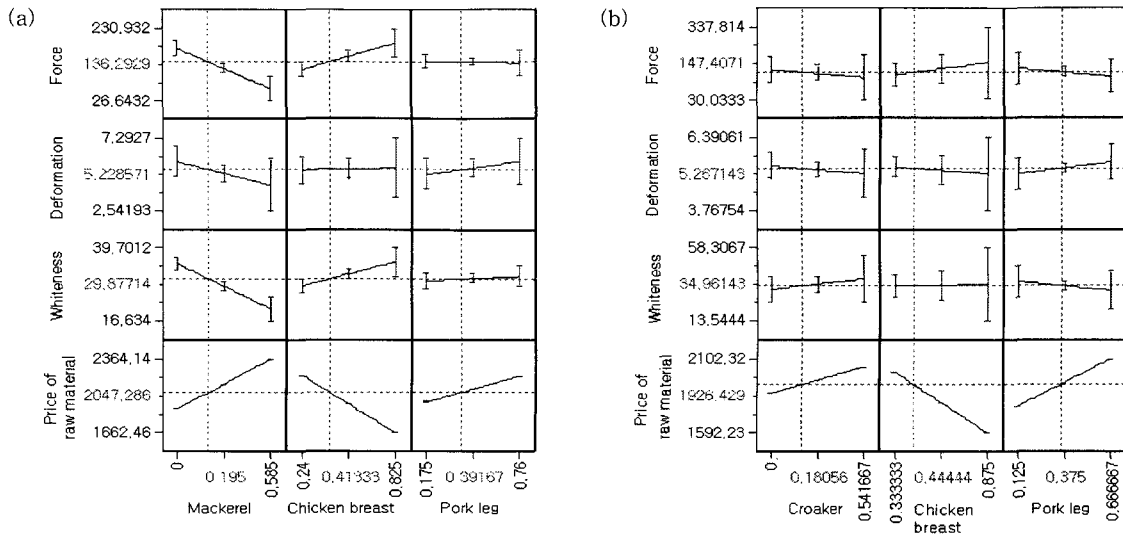 (a)
Force
230,932
136,2929
26,6432
Deformation
7,2927
5,228571
2,54193
Whiteness
39,7012
29,87714
16,634
Price of
raw material
2364,14
2047,286
1662,46
0
0,195
0,585
0,24
0,41333
0,825
0,175
0,39167
0,76
Mackerel
Chicken breast
Pork leg
(b)
Force
337,814
147,4071
30,0333
Deformation
6,39061
5,267143
3,76754
Whiteness
58,3067
34,96143
13,5444
Price of
raw material
2102,32
1926,429
1592,23
0
0,18056
0,541667
0,333333
0,44444
0,875
0,125
0,375
0,666667
Croaker
Chicken
breast
Pork leg